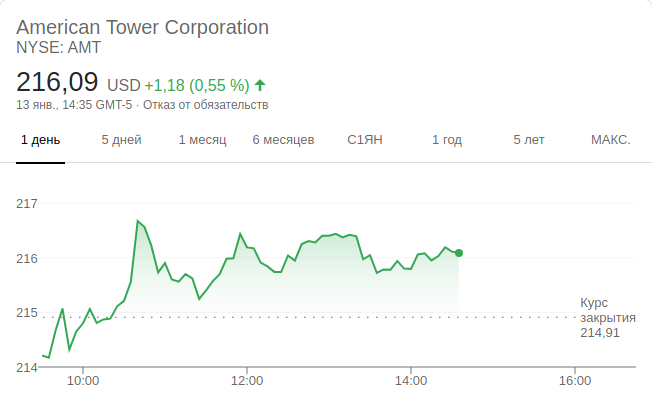 American Tower Corporation
NYSE: AMT
216,09 USD +1,18 (0,55 %)
13 янв., 14:35 GMT-5 · Отказ от обязательств
1 день 5 дней 1 месяц 6 месяцев С1ЯН 1 год 5 лет МАКС.
217
216
215
214
Курс
закрытия
214,91
10:00 12:00 14:00 16:00